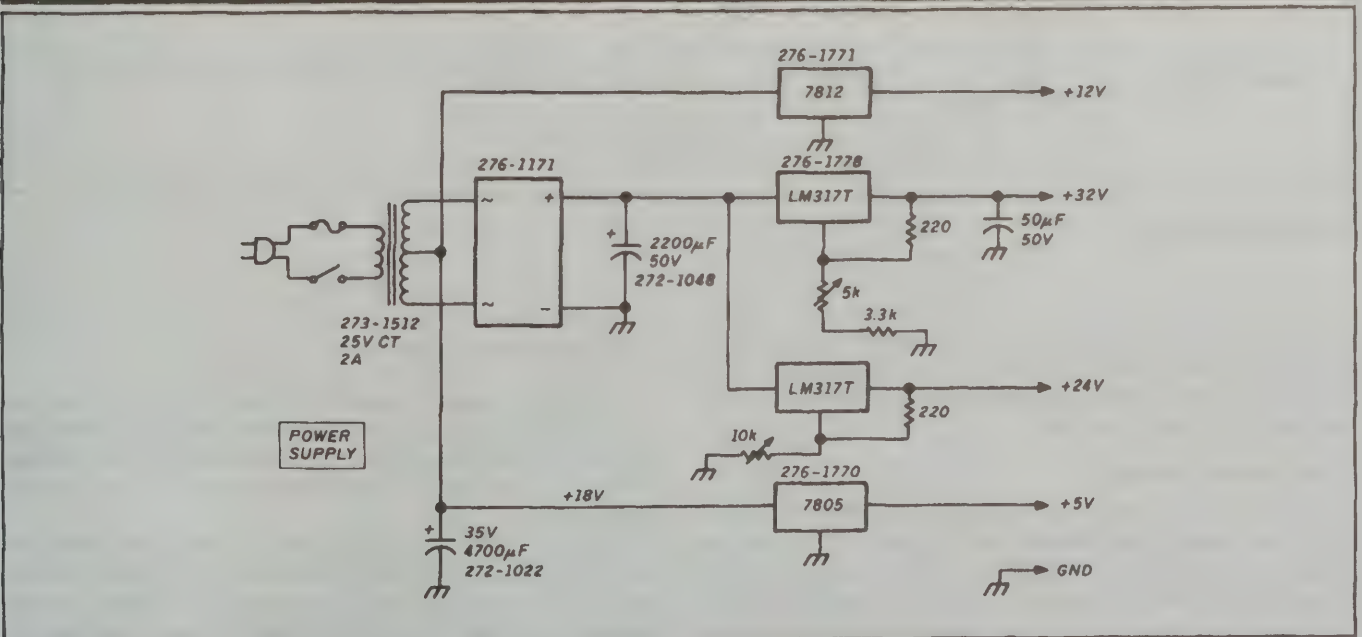 276-1771
7812
+12V
276-1171
276-1778
~
+
LM317T
+32V
220
50µF
50V
+
2200µF
50V
272-1048
5k
~
-
3.3k
273-1512
25V CT
2A
LM317T
+24V
220
10k
POWER
SUPPLY
276-1770
+18V
7805
+5V
+
35V
4700µF
272-1022
GND